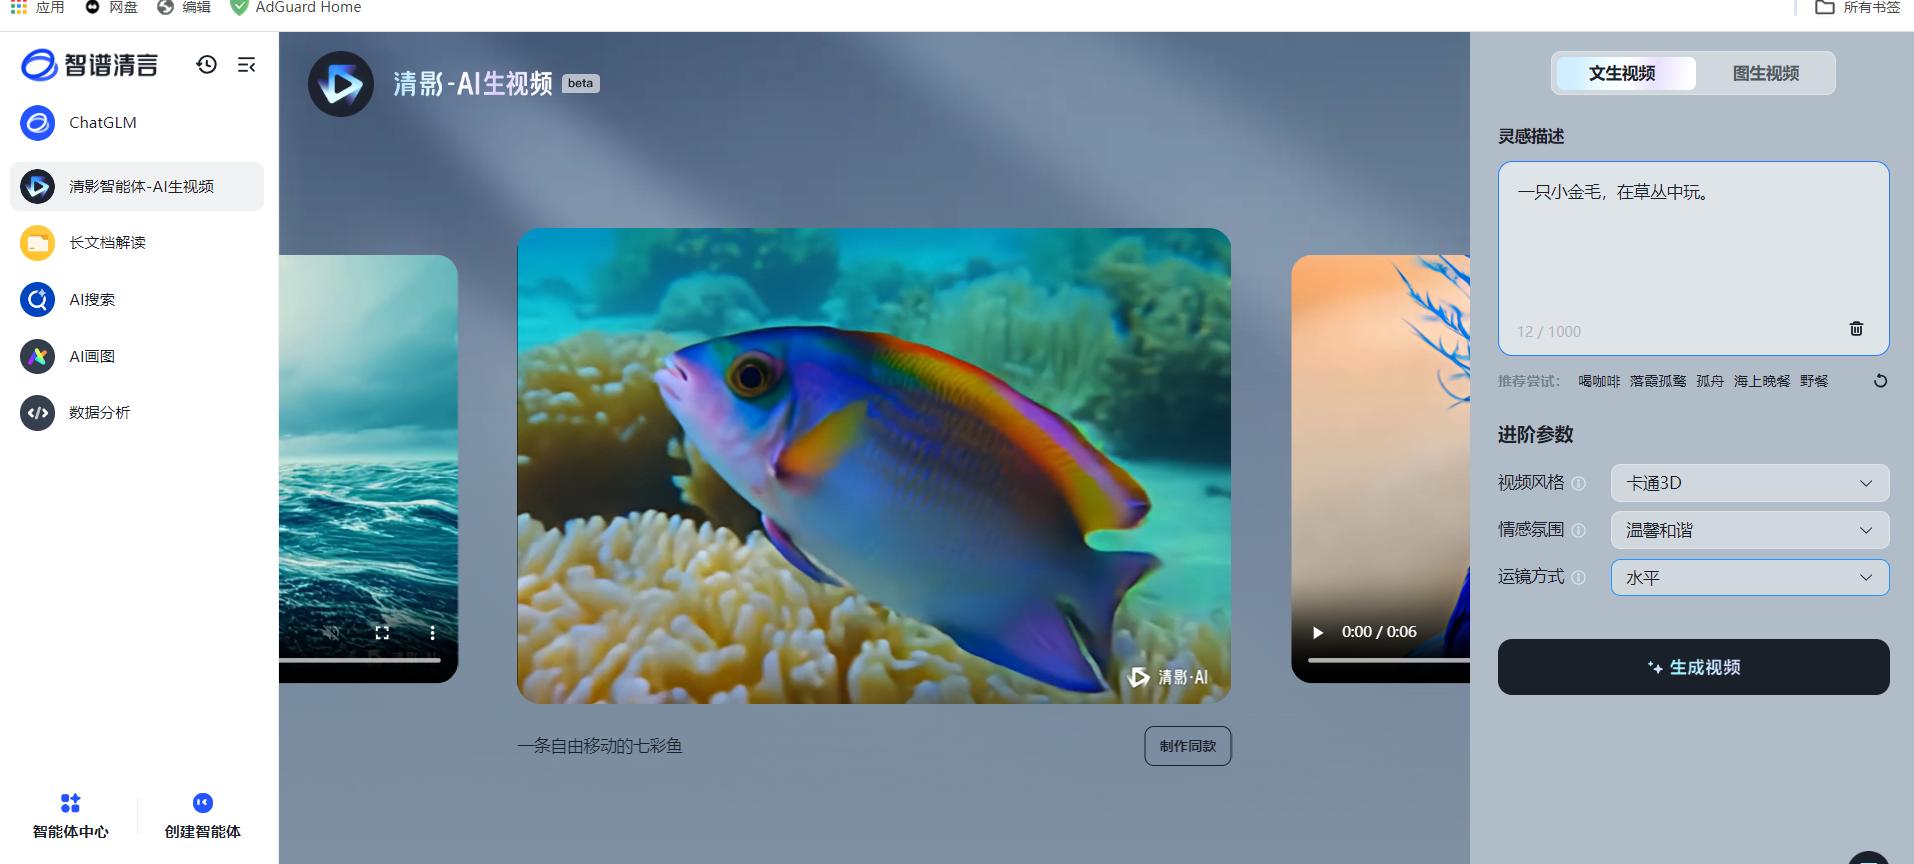 应用 网盘 编辑 AdGuard Home 所有书签
智谱清言
ChatGLM
清影智能体-AI生视频
长文档解读
AI搜索
AI画图
数据分析
智能体中心 创建智能体
清影-AI生视频 beta
清影·AI
0:00 / 0:06
一条自由移动的七彩鱼
制作同款
文生视频 图生视频
灵感描述
一只小金毛，在草丛中玩。
12 / 1000
推荐尝试： 喝咖啡 落霞孤鹜 孤舟 海上晚餐 野餐
进阶参数
视频风格 卡通3D
情感氛围 温馨和谐
运镜方式 水平
生成视频